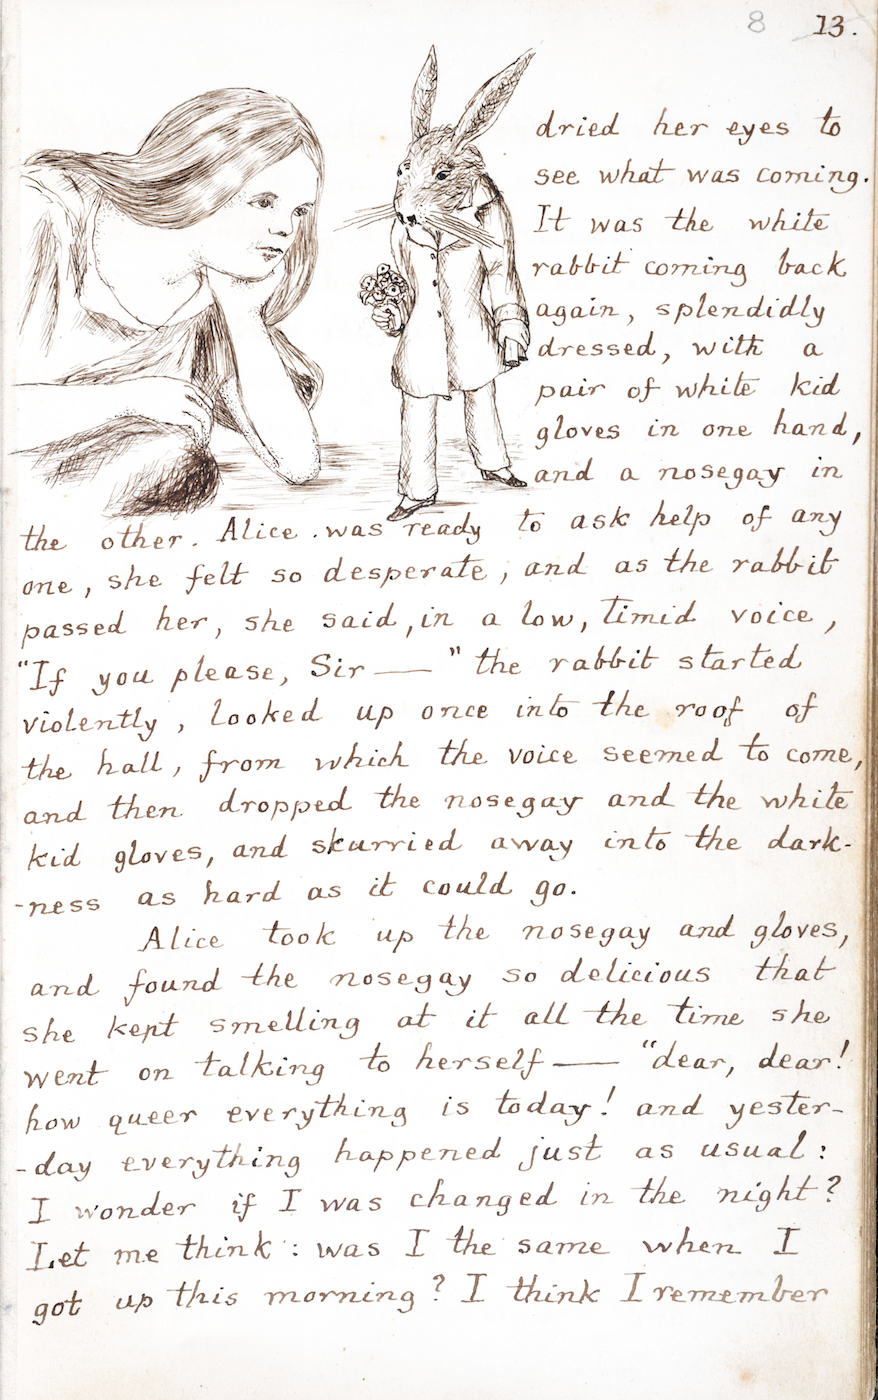 8 13.
dried her eyes to
see what was coming.
It was the white
rabbit coming back
again, splendidly
dressed, with a
pair of white kid
gloves in one hand,
and a nosegay in
the other. Alice was ready to ask help of any
one, she felt so desperate, and as the rabbit
passed her, she said, in a low, timid voice,
"If you please, Sir—" the rabbit started
violently, looked up once into the roof of
the hall, from which the voice seemed to come,
and then dropped the nosegay and the white
kid gloves, and skurried away into the dark-
-ness as hard as it could go.
Alice took up the nosegay and gloves,
and found the nosegay so delicious that
she kept smelling at it all the time she
went on talking to herself— "dear, dear!
how queer everything is today! and yester-
-day everything happened just as usual:
I wonder if I was changed in the night?
Let me think: was I the same when I
got up this morning? I think I remember